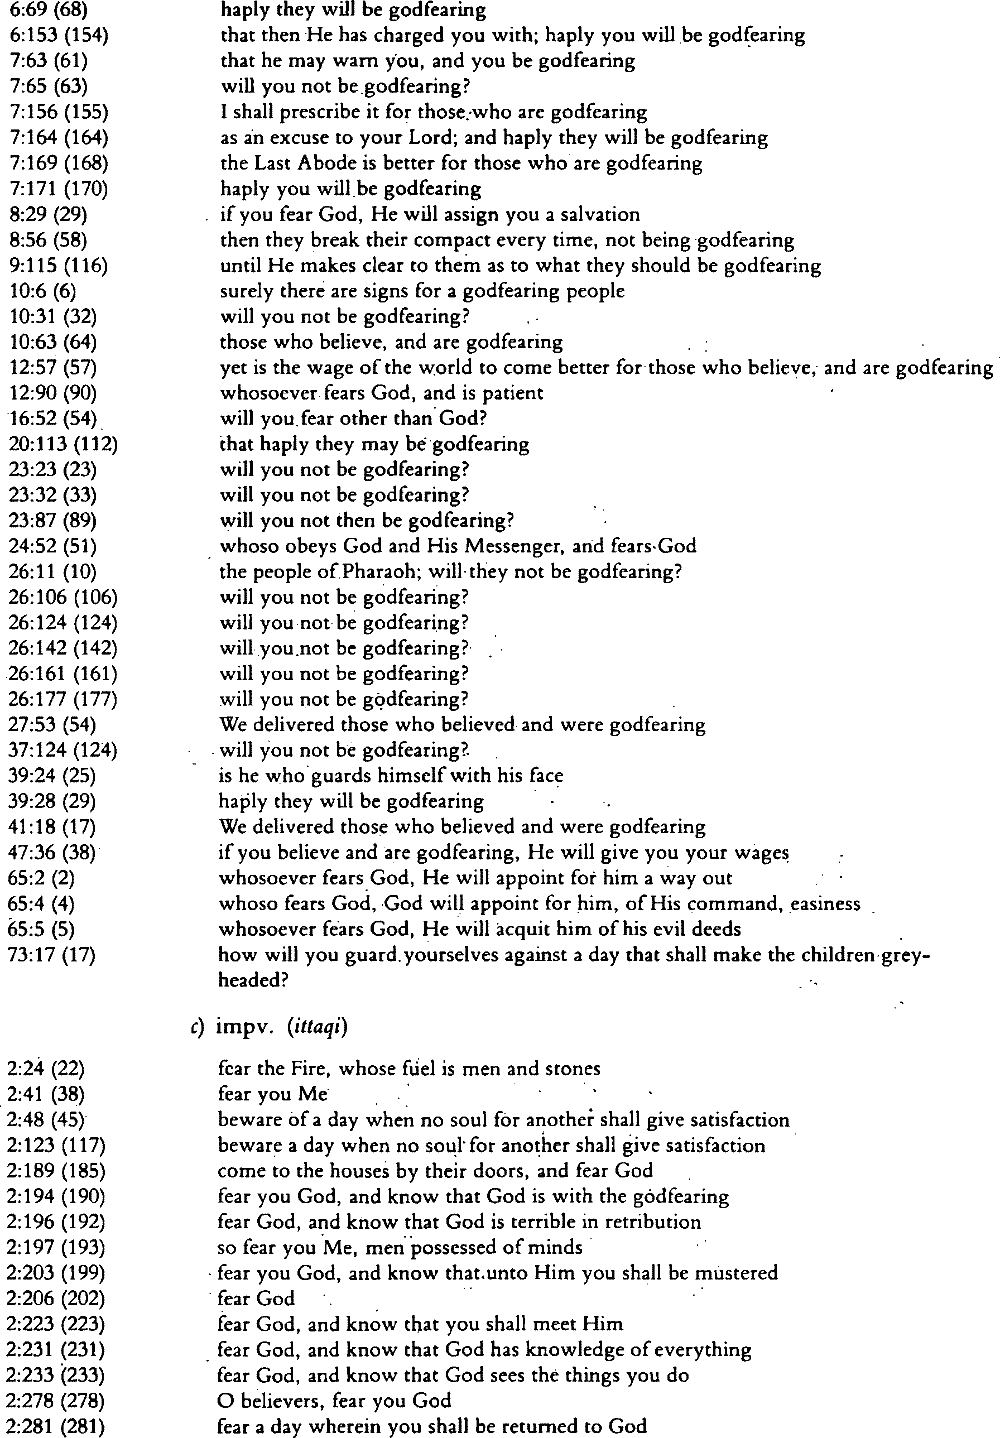 6:69 (68) haply they will be godfearing
6:153 (154) that then He has charged you with; haply you will be godfearing
7:63 (61) that he may warn you, and you be godfearing
7:65 (63) will you not be godfearing?
7:156 (155) I shall prescribe it for those who are godfearing
7:164 (164) as an excuse to your Lord; and haply they will be godfearing
7:169 (168) the Last Abode is better for those who are godfearing
7:171 (170) haply you will be godfearing
8:29 (29) if you fear God, He will assign you a salvation
8:56 (58) then they break their compact every time, not being godfearing
9:115 (116) until He makes clear to them as to what they should be godfearing
10:6 (6) surely there are signs for a godfearing people
10:31 (32) will you not be godfearing?
10:63 (64) those who believe, and are godfearing
12:57 (57) yet is the wage of the world to come better for those who believe, and are godfearing
12:90 (90) whosoever fears God, and is patient
16:52 (54) will you fear other than God?
20:113 (112) that haply they may be godfearing
23:23 (23) will you not be godfearing?
23:32 (33) will you not be godfearing?
23:87 (89) will you not then be godfearing?
24:52 (51) whoso obeys God and His Messenger, and fears God
26:11 (10) the people of Pharaoh; will they not be godfearing?
26:106 (106) will you not be godfearing?
26:124 (124) will you not be godfearing?
26:142 (142) will you not be godfearing?
26:161 (161) will you not be godfearing?
26:177 (177) will you not be godfearing?
27:53 (54) We delivered those who believed and were godfearing
37:124 (124) will you not be godfearing?
39:24 (25) is he who guards himself with his face
39:28 (29) haply they will be godfearing
41:18 (17) We delivered those who believed and were godfearing
47:36 (38) if you believe and are godfearing, He will give you your wages
65:2 (2) whosoever fears God, He will appoint for him a way out
65:4 (4) whoso fears God, God will appoint for him, of His command, easiness
65:5 (5) whosoever fears God, He will acquit him of his evil deeds
73:17 (17) how will you guard yourselves against a day that shall make the children grey-
headed?
c) impv. (ittaqi)
2:24 (22) fear the Fire, whose fuel is men and stones
2:41 (38) fear you Me
2:48 (45) beware of a day when no soul for another shall give satisfaction
2:123 (117) beware a day when no soul for another shall give satisfaction
2:189 (185) come to the houses by their doors, and fear God
2:194 (190) fear you God, and know that God is with the godfearing
2:196 (192) fear God, and know that God is terrible in retribution
2:197 (193) so fear you Me, men possessed of minds
2:203 (199) fear you God, and know that unto Him you shall be mustered
2:206 (202) fear God
2:223 (223) fear God, and know that you shall meet Him
2:231 (231) fear God, and know that God has knowledge of everything
2:233 (233) fear God, and know that God sees the things you do
2:278 (278) O believers, fear you God
2:281 (281) fear a day wherein you shall be returned to God